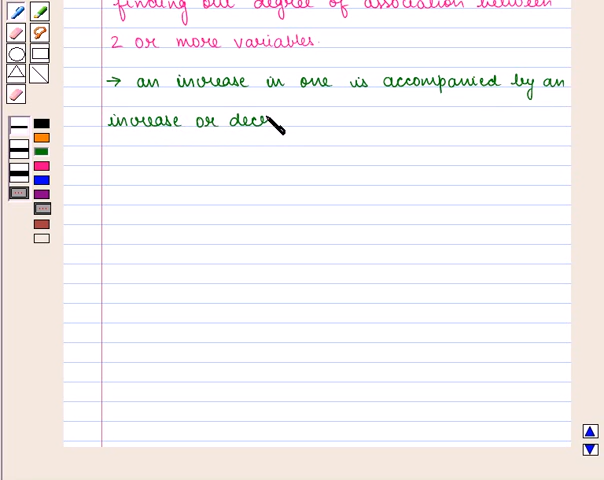 finding out degree of association between
2 or more variables.
→ an increase in one is accompanied by an
increase or dece